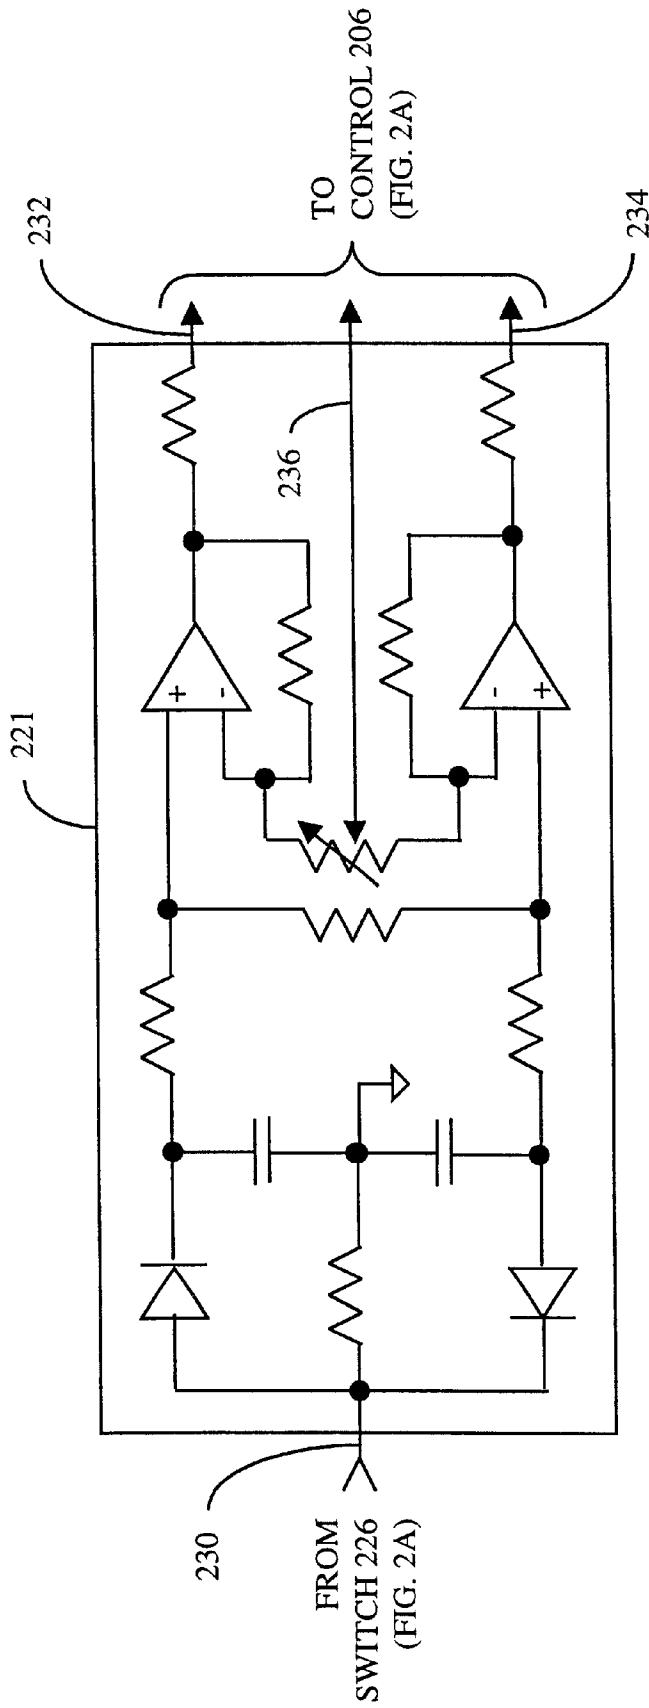 221
232
TO
CONTROL 206
(FIG. 2A)
236
234
230
FROM
SWITCH 226
(FIG. 2A)
+
-
-
+